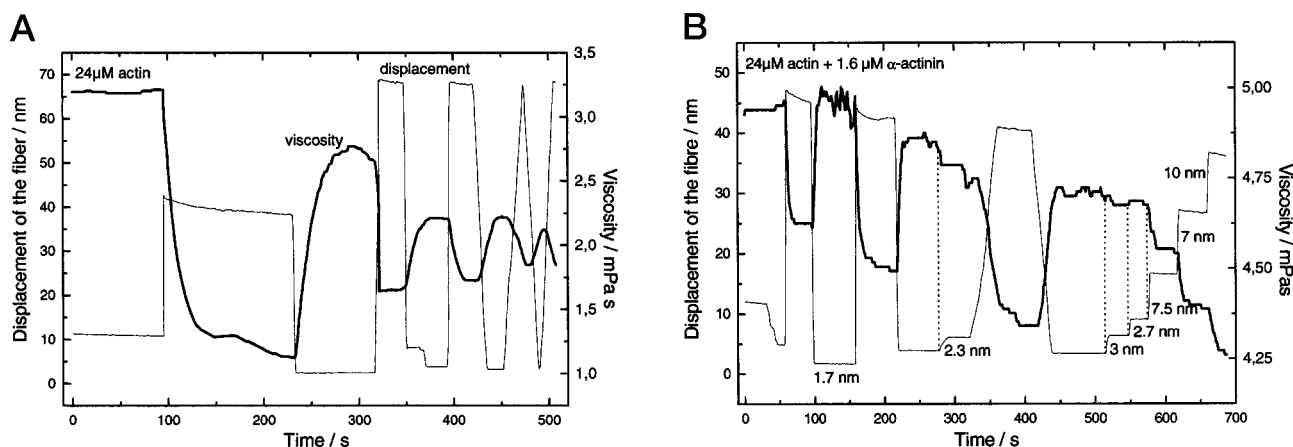 A
24µM actin
displacement
viscosity
Displacement of the fiber / nm
70
60
50
40
30
20
10
0
3,5
3,0
2,5
2,0
1,5
1,0
Viscosity / mPa s
0 100 200 300 400 500
Time / s
B
24µM actin + 1.6 µM α-actinin
Displacement of the fibre / nm
50
40
30
20
10
0
1.7 nm
2.3 nm
3 nm
2.7 nm
7.5 nm
7 nm
10 nm
5,00
4,75
4,50
4,25
Viscosity / mPas
0 100 200 300 400 500 600 700
Time / s